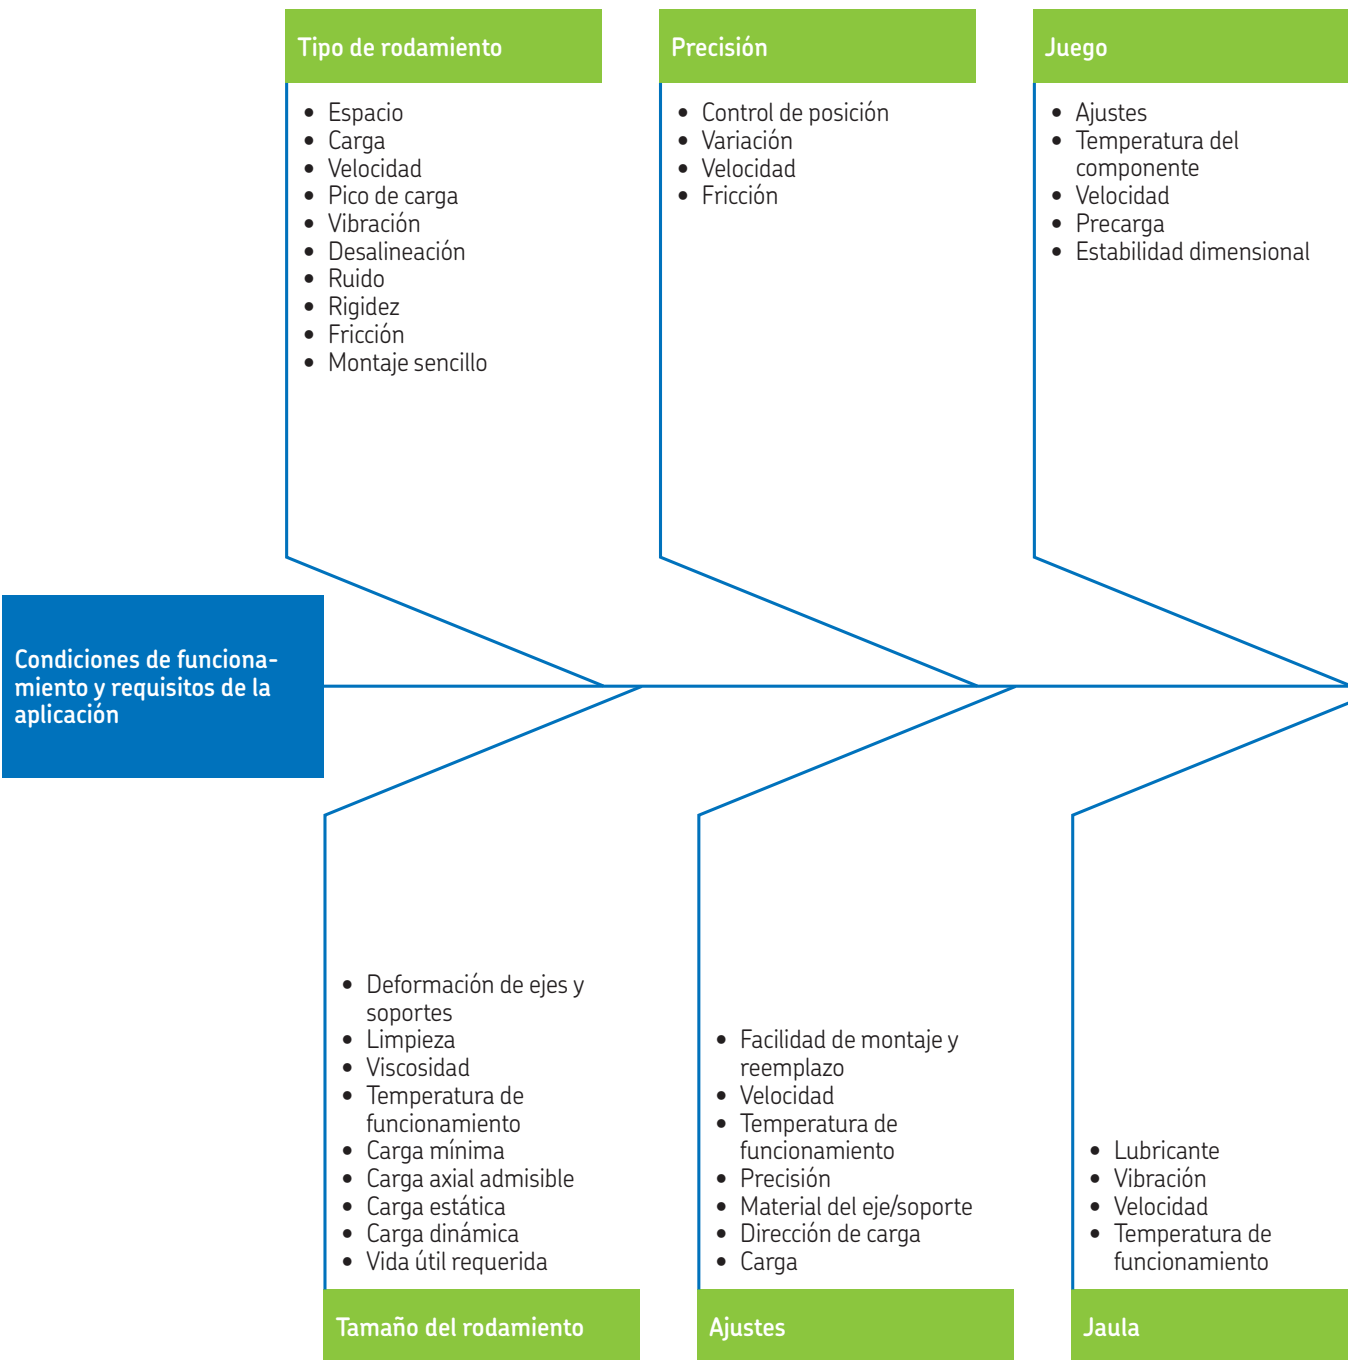 Tipo de rodamiento
• Espacio
• Carga
• Velocidad
• Pico de carga
• Vibración
• Desalineación
• Ruido
• Rigidez
• Fricción
• Montaje sencillo
Precisión
• Control de posición
• Variación
• Velocidad
• Fricción
Juego
• Ajustes
• Temperatura del
componente
• Velocidad
• Precarga
• Estabilidad dimensional
Condiciones de funciona-
miento y requisitos de la
aplicación
• Deformación de ejes y
soportes
• Limpieza
• Viscosidad
• Temperatura de
funcionamiento
• Carga mínima
• Carga axial admisible
• Carga estática
• Carga dinámica
• Vida útil requerida
Tamaño del rodamiento
• Facilidad de montaje y
reemplazo
• Velocidad
• Temperatura de
funcionamiento
• Precisión
• Material del eje/soporte
• Dirección de carga
• Carga
Ajustes
• Lubricante
• Vibración
• Velocidad
• Temperatura de
funcionamiento
Jaula